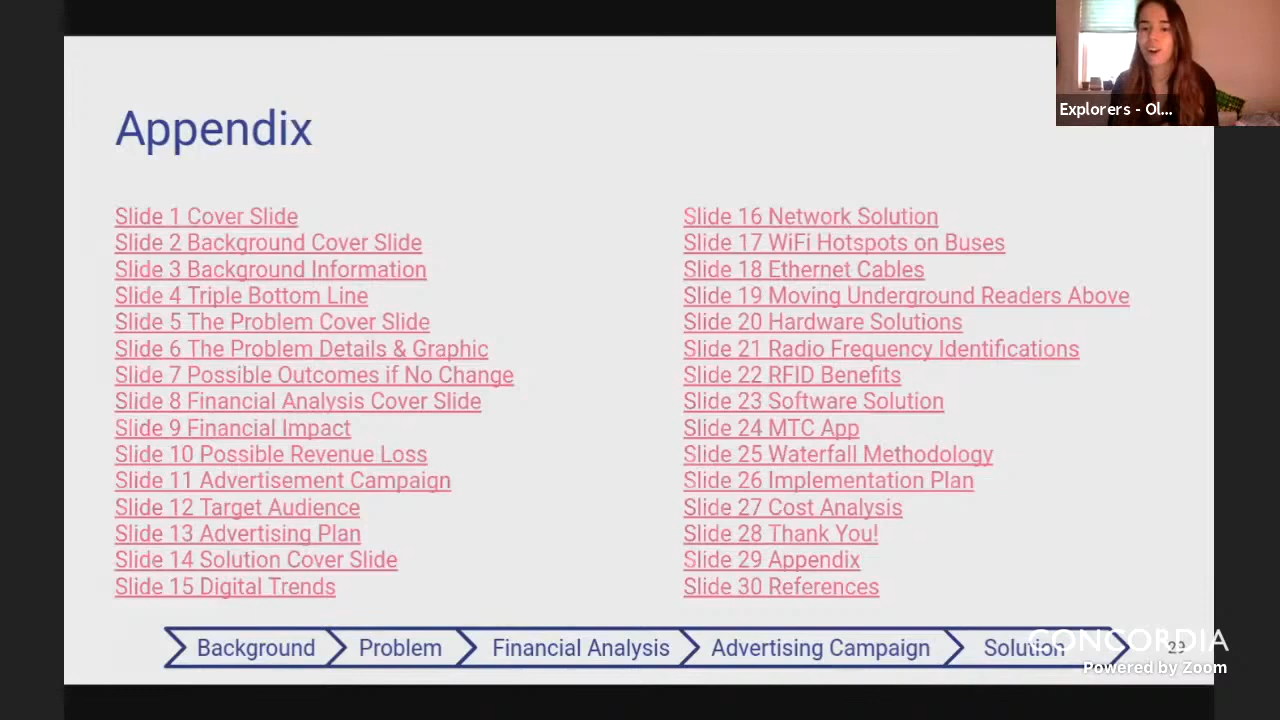 Appendix
Explorers - Ol...
Slide 1 Cover Slide
Slide 2 Background Cover Slide
Slide 3 Background Information
Slide 4 Triple Bottom Line
Slide 5 The Problem Cover Slide
Slide 6 The Problem Details & Graphic
Slide 7 Possible Outcomes if No Change
Slide 8 Financial Analysis Cover Slide
Slide 9 Financial Impact
Slide 10 Possible Revenue Loss
Slide 11 Advertisement Campaign
Slide 12 Target Audience
Slide 13 Advertising Plan
Slide 14 Solution Cover Slide
Slide 15 Digital Trends
Slide 16 Network Solution
Slide 17 WiFi Hotspots on Buses
Slide 18 Ethernet Cables
Slide 19 Moving Underground Readers Above
Slide 20 Hardware Solutions
Slide 21 Radio Frequency Identifications
Slide 22 RFID Benefits
Slide 23 Software Solution
Slide 24 MTC App
Slide 25 Waterfall Methodology
Slide 26 Implementation Plan
Slide 27 Cost Analysis
Slide 28 Thank You!
Slide 29 Appendix
Slide 30 References
Background Problem Financial Analysis Advertising Campaign Solution 29
CONCORDIA
Powered by Zoom